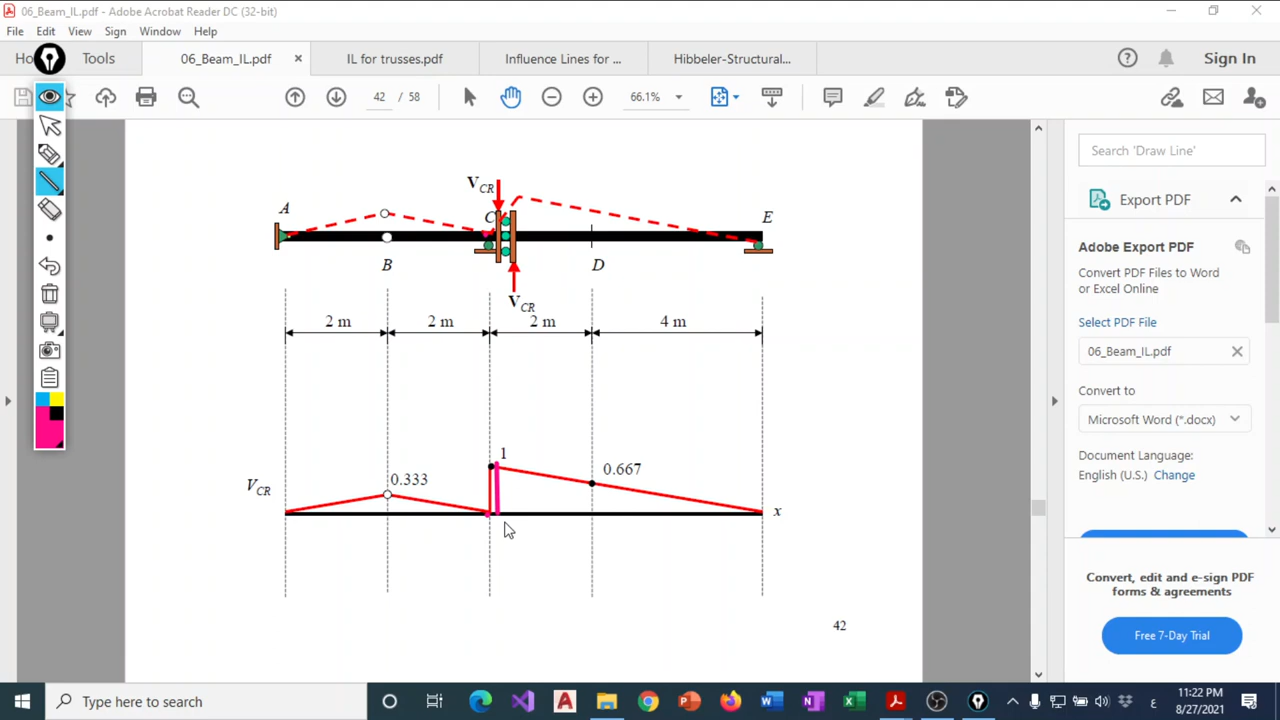 06_Beam_IL.pdf - Adobe Acrobat Reader DC (32-bit)
File Edit View Sign Window Help
Ho Tools 06_Beam_IL.pdf × IL for trusses.pdf Influence Lines for ... Hibbeler-Structural... Sign In
42 / 58 66.1%
Search 'Draw Line'
Export PDF
Adobe Export PDF
Convert PDF Files to Word
or Excel Online
Select PDF File
06_Beam_IL.pdf
Convert to
Microsoft Word (*.docx)
Document Language:
English (U.S.) Change
Convert, edit and e-sign PDF
forms & agreements
Free 7-Day Trial
V_CR
A C E
B D
V_CR
2 m 2 m 2 m 4 m
1
0.333 0.667
V_CR x
42
Type here to search
ع
11:22 PM
8/27/2021